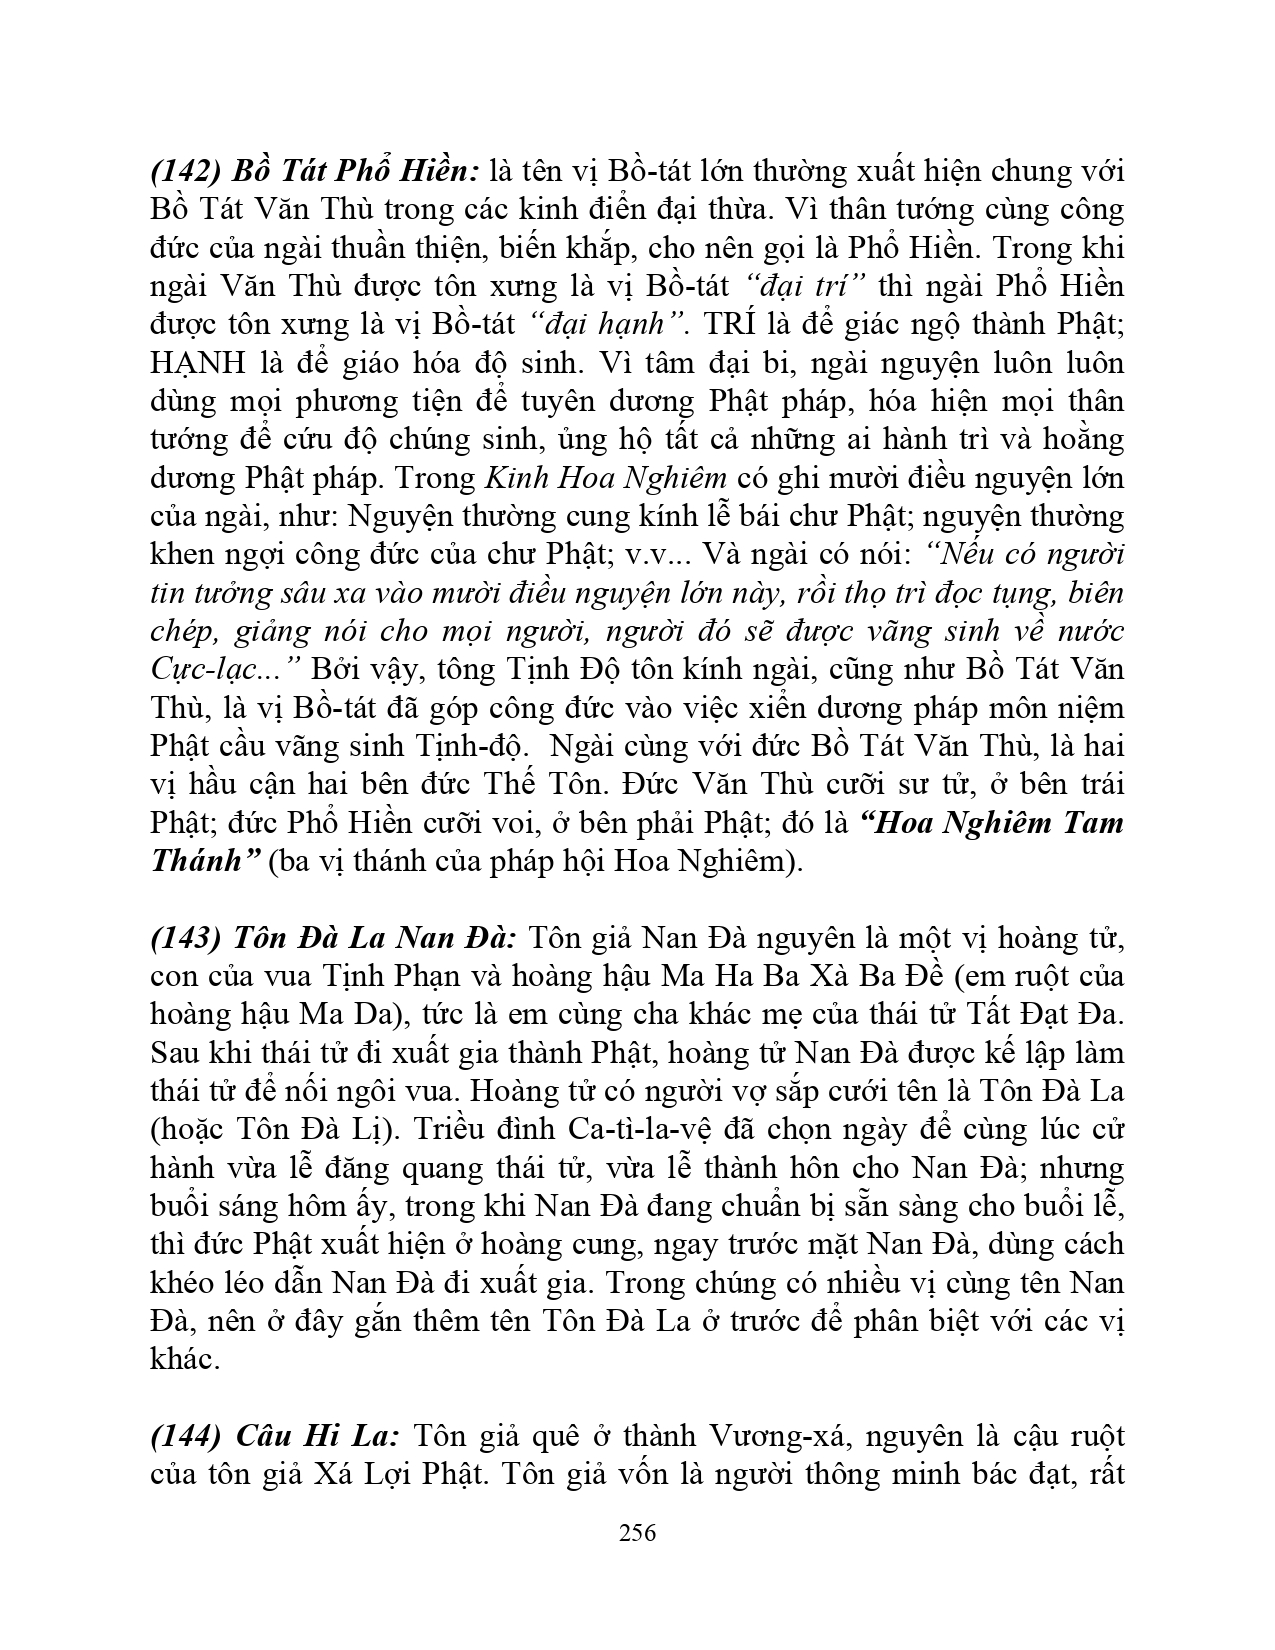 (142) Bồ Tát Phổ Hiền: là tên vị Bồ-tát lớn thường xuất hiện chung với
Bồ Tát Văn Thù trong các kinh điển đại thừa. Vì thân tướng cùng công
đức của ngài thuần thiện, biến khắp, cho nên gọi là Phổ Hiền. Trong khi
ngài Văn Thù được tôn xưng là vị Bồ-tát “đại trí” thì ngài Phổ Hiền
được tôn xưng là vị Bồ-tát “đại hạnh”. TRÍ là để giác ngộ thành Phật;
HẠNH là để giáo hóa độ sinh. Vì tâm đại bi, ngài nguyện luôn luôn
dùng mọi phương tiện để tuyên dương Phật pháp, hóa hiện mọi thân
tướng để cứu độ chúng sinh, ủng hộ tất cả những ai hành trì và hoằng
dương Phật pháp. Trong Kinh Hoa Nghiêm có ghi mười điều nguyện lớn
của ngài, như: Nguyện thường cung kính lễ bái chư Phật; nguyện thường
khen ngợi công đức của chư Phật; v.v... Và ngài có nói: “Nếu có người
tin tưởng sâu xa vào mười điều nguyện lớn này, rồi thọ trì đọc tụng, biên
chép, giảng nói cho mọi người, người đó sẽ được vãng sinh về nước
Cực-lạc...” Bởi vậy, tông Tịnh Độ tôn kính ngài, cũng như Bồ Tát Văn
Thù, là vị Bồ-tát đã góp công đức vào việc xiển dương pháp môn niệm
Phật cầu vãng sinh Tịnh-độ.  Ngài cùng với đức Bồ Tát Văn Thù, là hai
vị hầu cận hai bên đức Thế Tôn. Đức Văn Thù cưỡi sư tử, ở bên trái
Phật; đức Phổ Hiền cưỡi voi, ở bên phải Phật; đó là “Hoa Nghiêm Tam
Thánh” (ba vị thánh của pháp hội Hoa Nghiêm).
(143) Tôn Đà La Nan Đà: Tôn giả Nan Đà nguyên là một vị hoàng tử,
con của vua Tịnh Phạn và hoàng hậu Ma Ha Ba Xà Ba Đề (em ruột của
hoàng hậu Ma Da), tức là em cùng cha khác mẹ của thái tử Tất Đạt Đa.
Sau khi thái tử đi xuất gia thành Phật, hoàng tử Nan Đà được kế lập làm
thái tử để nối ngôi vua. Hoàng tử có người vợ sắp cưới tên là Tôn Đà La
(hoặc Tôn Đà Lị). Triều đình Ca-tì-la-vệ đã chọn ngày để cùng lúc cử
hành vừa lễ đăng quang thái tử, vừa lễ thành hôn cho Nan Đà; nhưng
buổi sáng hôm ấy, trong khi Nan Đà đang chuẩn bị sẵn sàng cho buổi lễ,
thì đức Phật xuất hiện ở hoàng cung, ngay trước mặt Nan Đà, dùng cách
khéo léo dẫn Nan Đà đi xuất gia. Trong chúng có nhiều vị cùng tên Nan
Đà, nên ở đây gắn thêm tên Tôn Đà La ở trước để phân biệt với các vị
khác.
(144) Câu Hi La: Tôn giả quê ở thành Vương-xá, nguyên là cậu ruột
của tôn giả Xá Lợi Phật. Tôn giả vốn là người thông minh bác đạt, rất
256